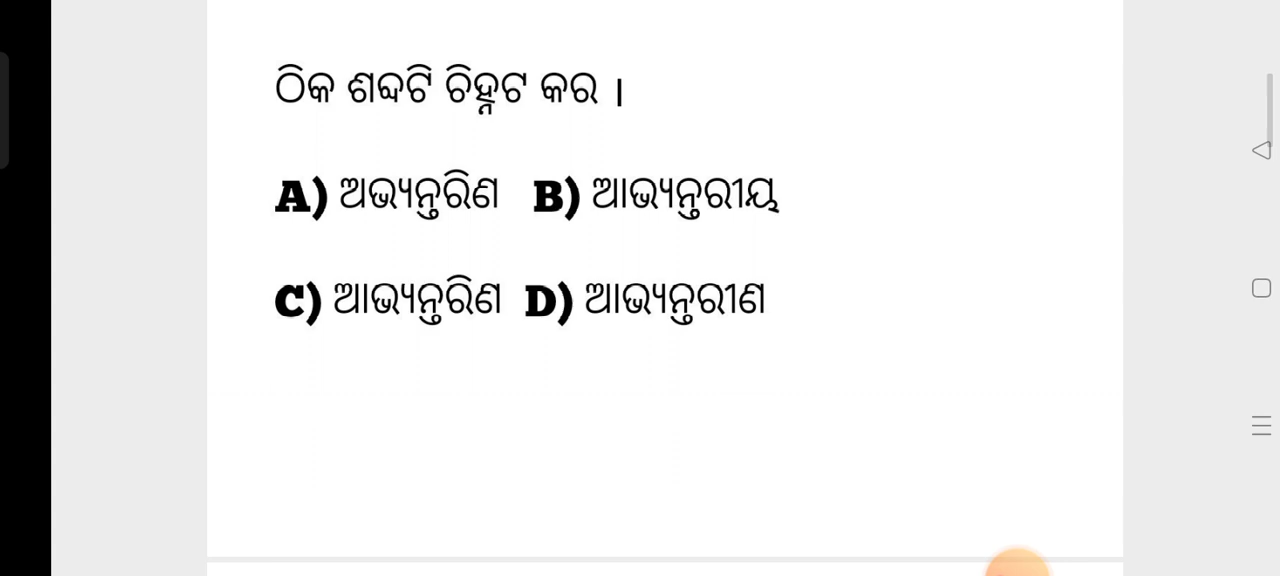 ଠିକ ଶବ୍ଦଟି ଚିହ୍ନଟ କର ।
A) ଅଭ୍ୟନ୍ତରିଣ B) ଆଭ୍ୟନ୍ତରୀୟ
C) ଆଭ୍ୟନ୍ତରିଣ D) ଆଭ୍ୟନ୍ତରୀଣ